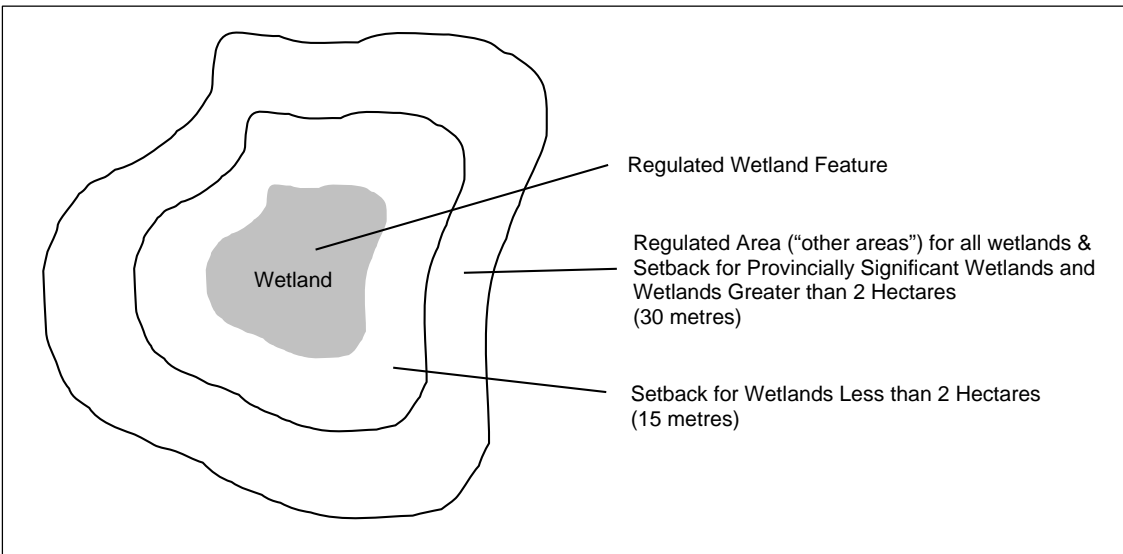 Regulated Wetland Feature
Regulated Area (“other areas”) for all wetlands &
Setback for Provincially Significant Wetlands and
Wetlands Greater than 2 Hectares
(30 metres)
Wetland
Setback for Wetlands Less than 2 Hectares
(15 metres)